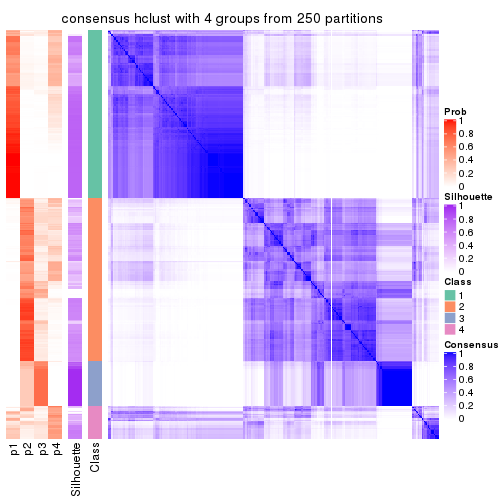 consensus hclust with 4 groups from 250 partitions
Prob
1
0.8
0.6
0.4
0.2
0
Silhouette
1
0.8
0.6
0.4
0.2
0
Class
1
2
3
4
Consensus
1
0.8
0.6
0.4
0.2
0
p1
p2
p3
p4
Silhouette
Class